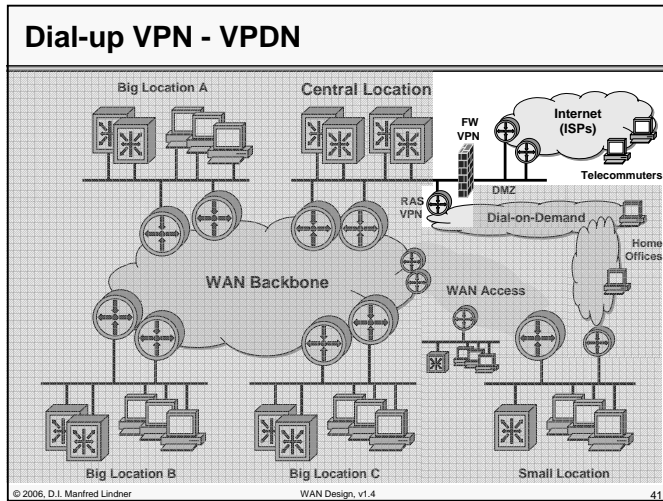 Dial-up VPN - VPDN
Big Location A
Central Location
FW
VPN
Internet
(ISPs)
Telecommuters
DMZ
RAS
VPN
Dial-on-Demand
Home
Offices
WAN Backbone
WAN Access
Big Location B
Big Location C
Small Location
© 2006, D.I. Manfred Lindner
WAN Design, v1.4
41